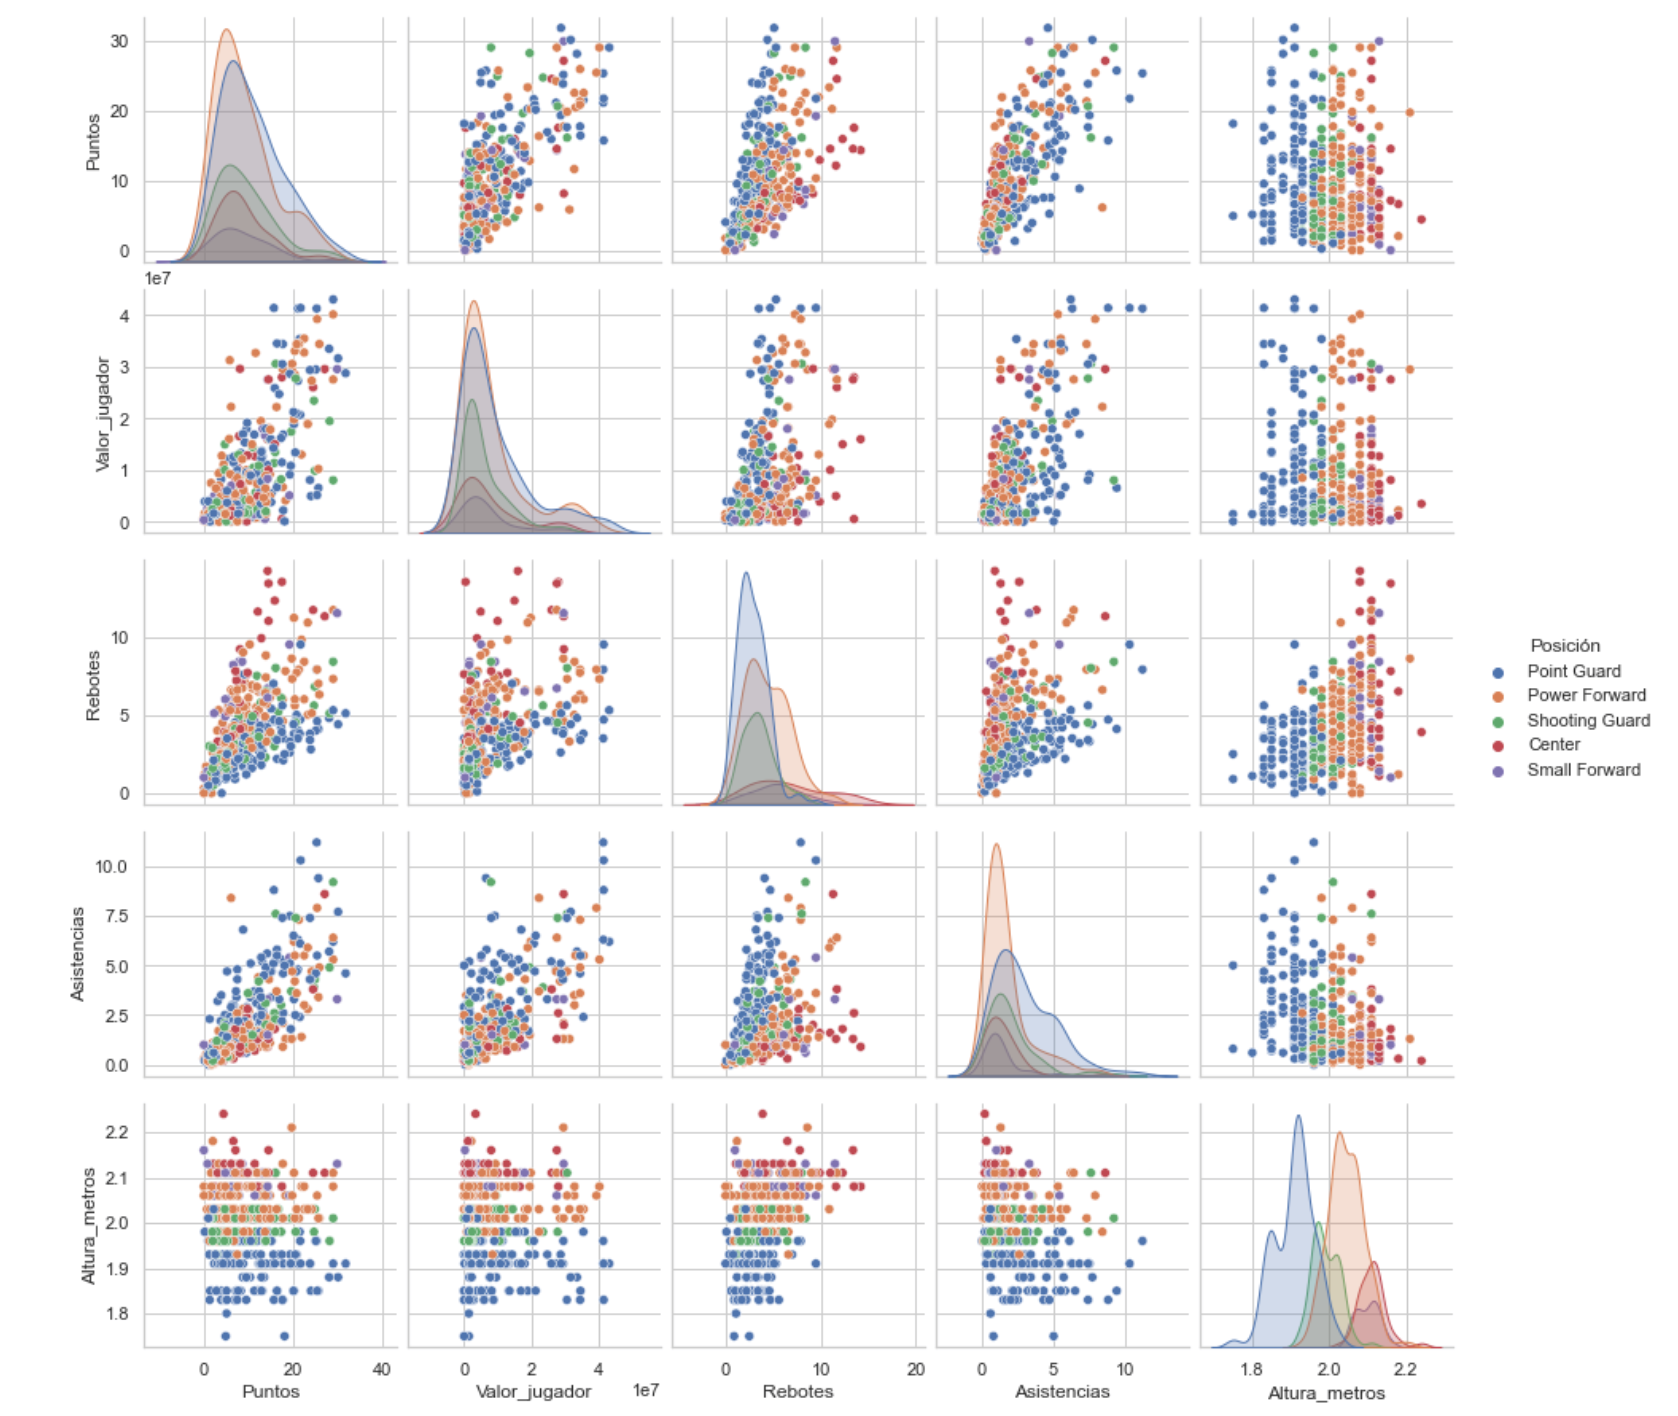 30
20
10
0
Puntos
1e7
4
3
2
1
0
Valor_jugador
10
5
0
Rebotes
Posición
Point Guard
Power Forward
Shooting Guard
Center
Small Forward
10.0
7.5
5.0
2.5
0.0
Asistencias
2.2
2.1
2.0
1.9
1.8
Altura_metros
0 20 40
0 2 4
0 10 20
0 5 10
1.8 2.0 2.2
Puntos
Valor_jugador
1e7
Rebotes
Asistencias
Altura_metros